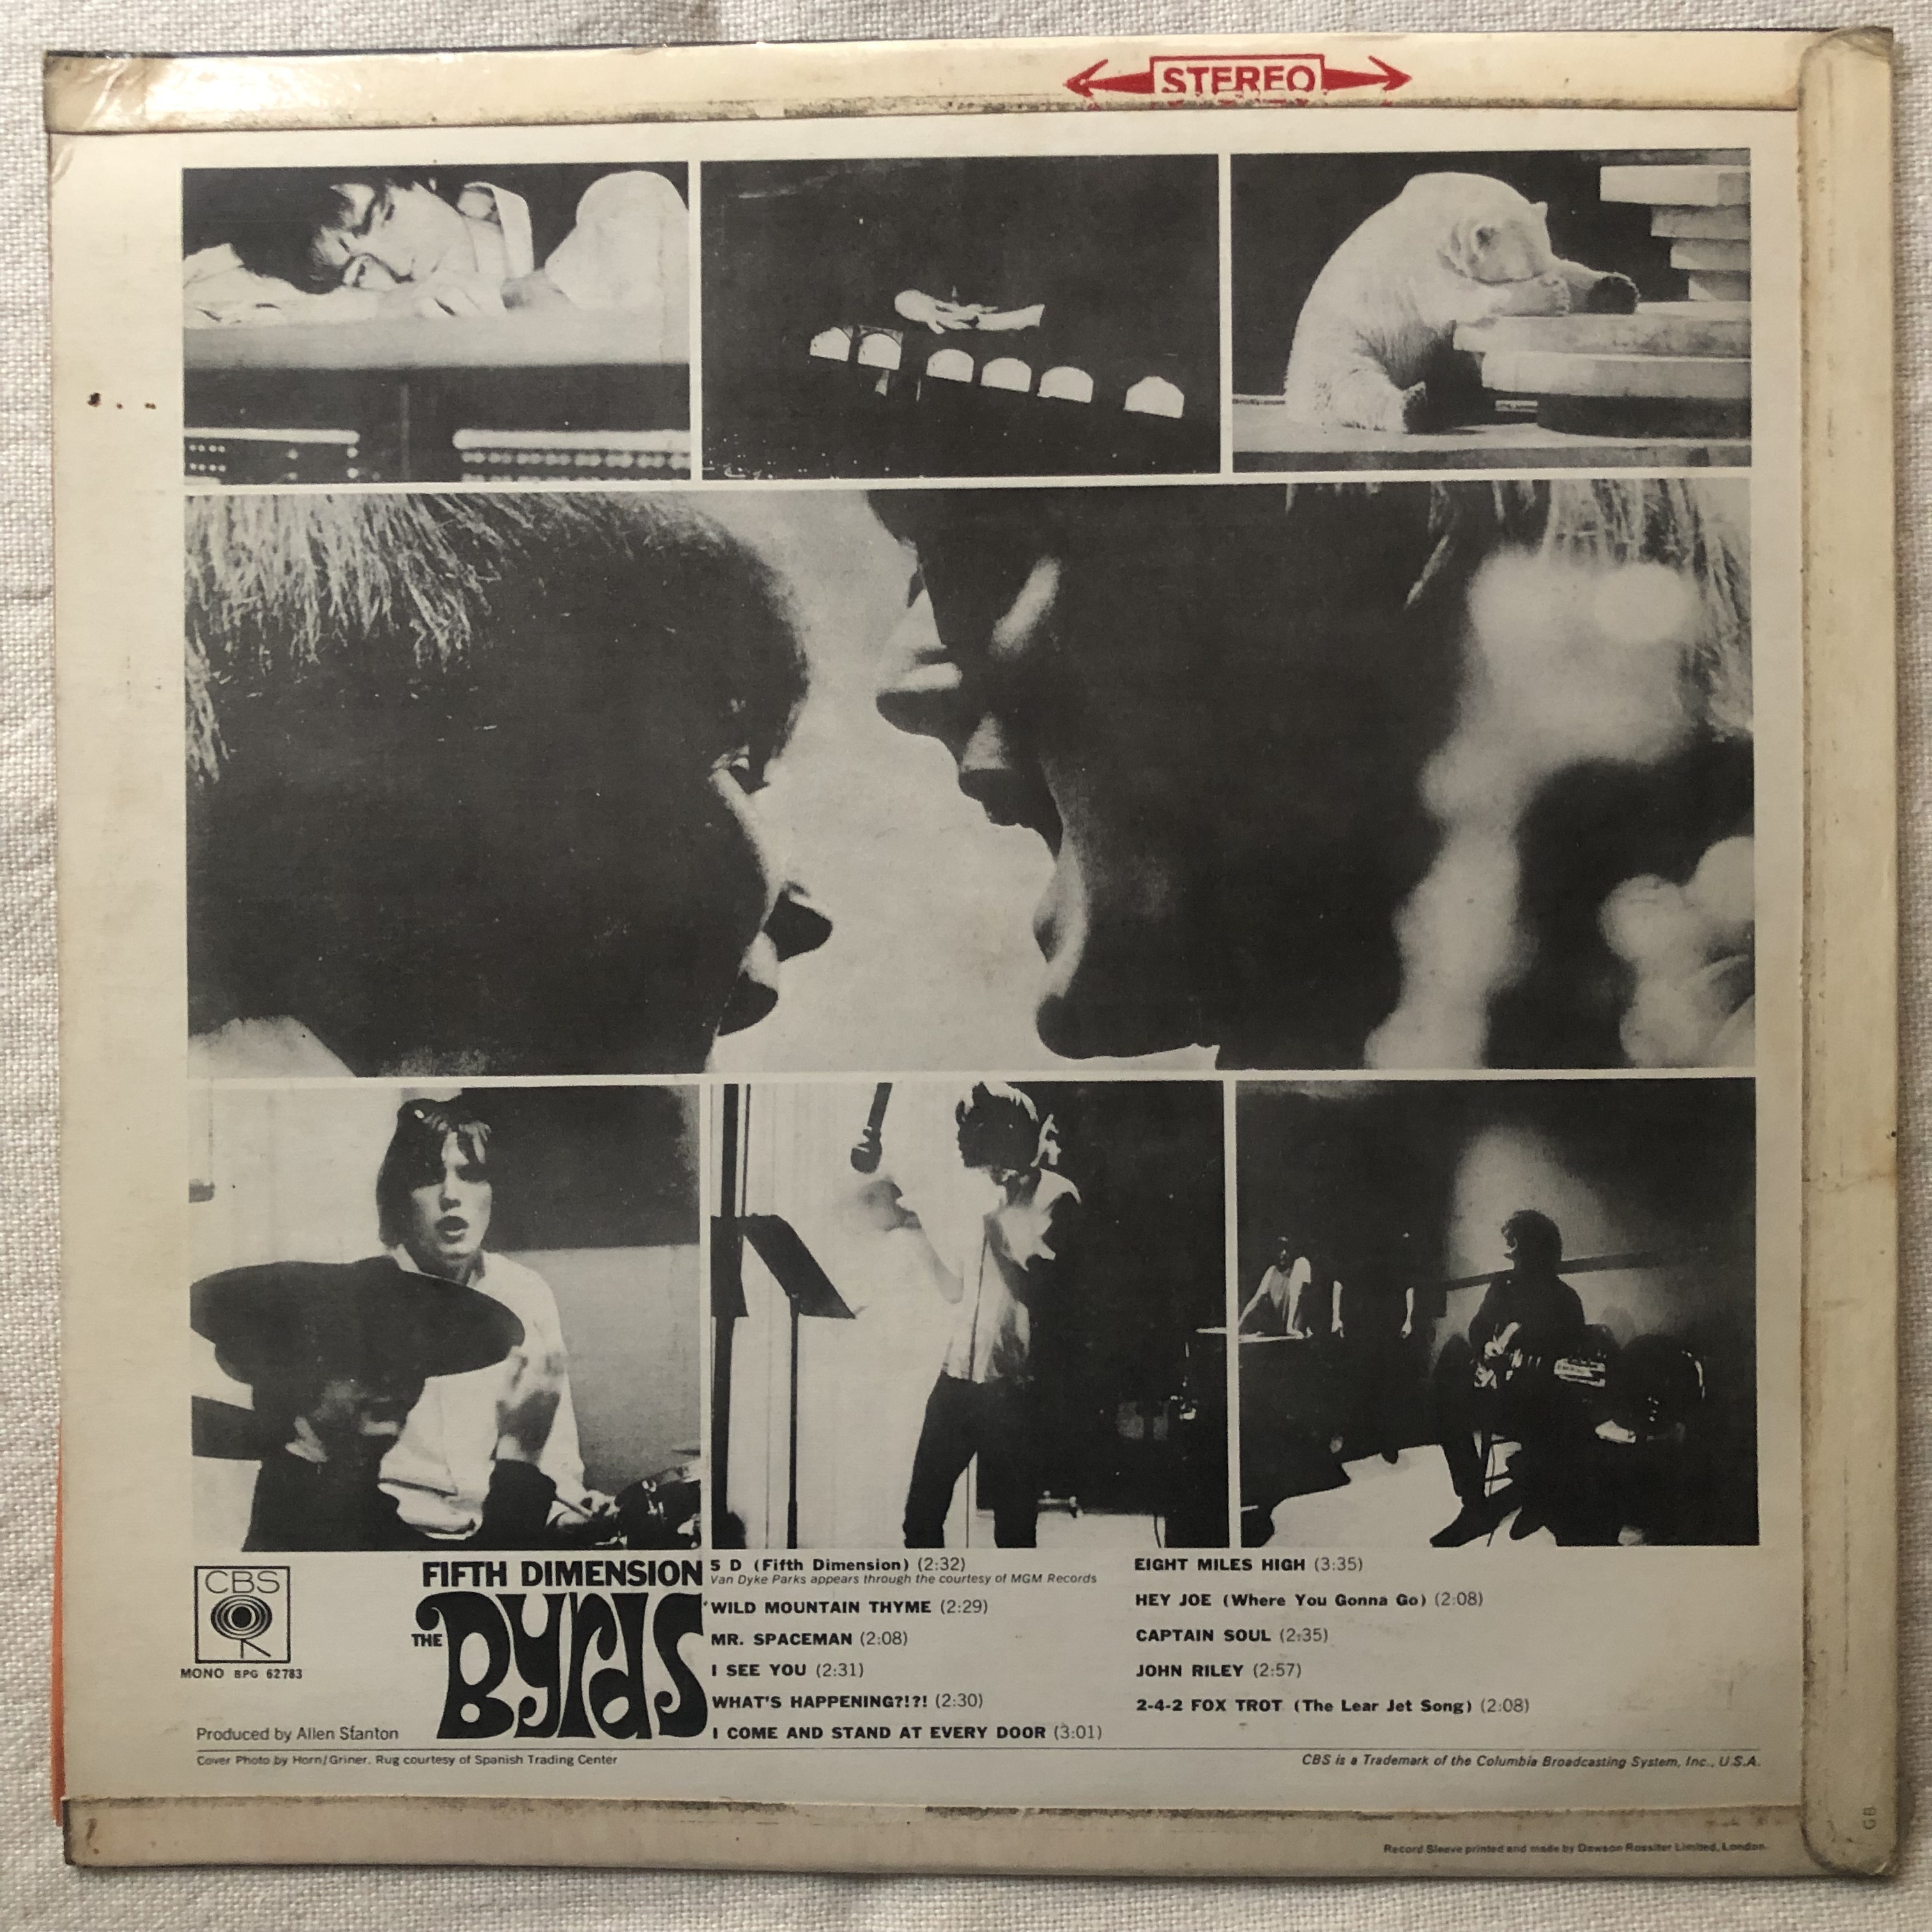 STEREO
CBS
MONO BPG 62783
Produced by Allen Stanton
FIFTH DIMENSION
THE Byrds
5 D (Fifth Dimension) (2:32)
Van Dyke Parks appears through the courtesy of MGM Records
WILD MOUNTAIN THYME (2:29)
MR. SPACEMAN (2:08)
I SEE YOU (2:31)
WHAT'S HAPPENING?!?! (2:30)
I COME AND STAND AT EVERY DOOR (3:01)
EIGHT MILES HIGH (3:35)
HEY JOE (Where You Gonna Go) (2:08)
CAPTAIN SOUL (2:35)
JOHN RILEY (2:57)
2-4-2 FOX TROT (The Lear Jet Song) (2:08)
Cover Photo by Horn/Griner. Rug courtesy of Spanish Trading Center
CBS is a Trademark of the Columbia Broadcasting System, Inc., U.S.A.
Record Sleeve printed and made by Dawson Rossiter Limited, London.
GB